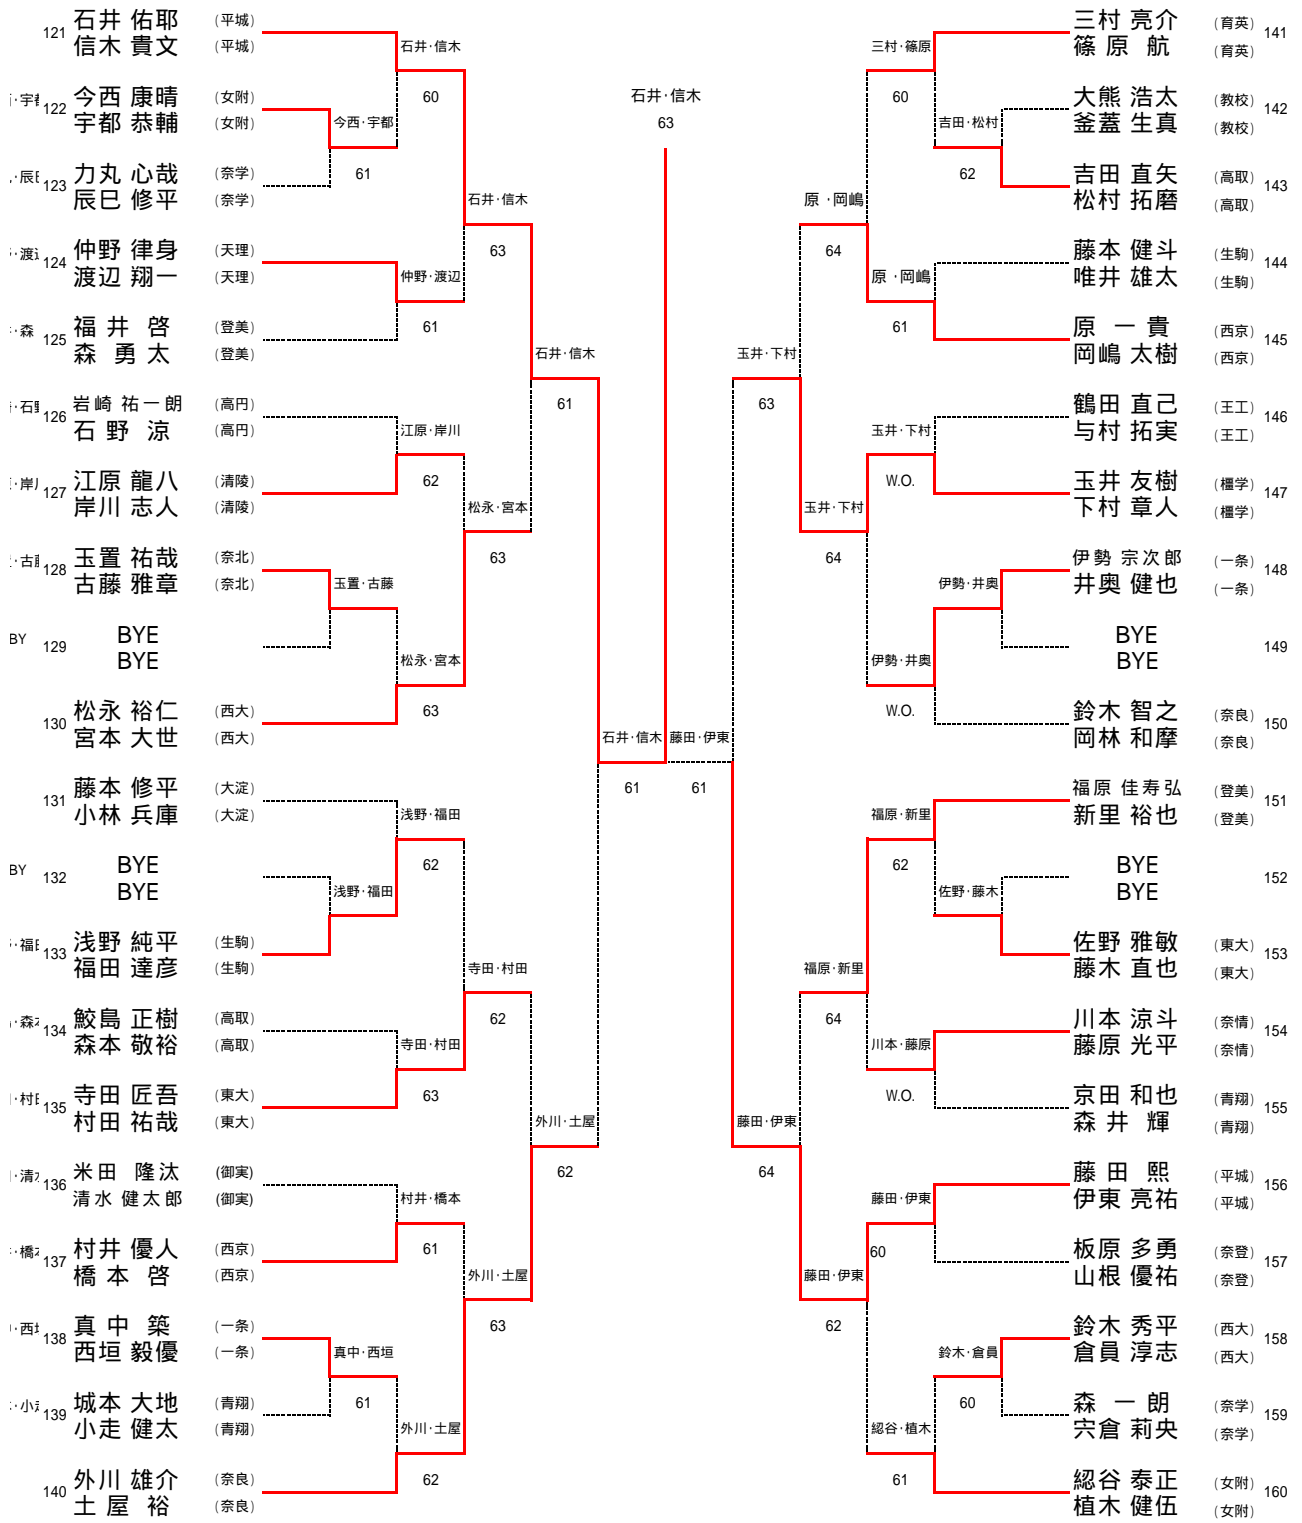 121 石井 佑耶 (平城)
信木 貴文 (平城)
122 今西 康晴 (女附)
宇都 恭輔 (女附)
123 力丸 心哉 (奈学)
辰巳 修平 (奈学)
124 仲野 律身 (天理)
渡辺 翔一 (天理)
125 福井 啓 (登美)
森 勇太 (登美)
126 岩崎 祐一朗 (高円)
石野 涼 (高円)
127 江原 龍八 (清陵)
岸川 志人 (清陵)
128 玉置 祐哉 (奈北)
古藤 雅章 (奈北)
129 BYE
BYE
130 松永 裕仁 (西大)
宮本 大世 (西大)
131 藤本 修平 (大淀)
小林 兵庫 (大淀)
132 BYE
BYE
133 浅野 純平 (生駒)
福田 達彦 (生駒)
134 鮫島 正樹 (高取)
森本 敬裕 (高取)
135 寺田 匠吾 (東大)
村田 祐哉 (東大)
136 米田 隆汰 (御実)
清水 健太郎 (御実)
137 村井 優人 (西京)
橋本 啓 (西京)
138 真中 築 (一条)
西垣 毅優 (一条)
139 城本 大地 (青翔)
小走 健太 (青翔)
140 外川 雄介 (奈良)
土屋 裕 (奈良)
今西・宇都
61
玉置・古藤
浅野・福田
真中・西垣
61
石井・信木
60
仲野・渡辺
61
江原・岸川
62
松永・宮本
63
浅野・福田
62
寺田・村田
63
村井・橋本
61
外川・土屋
62
石井・信木
63
松永・宮本
63
寺田・村田
62
外川・土屋
63
石井・信木
61
外川・土屋
62
石井・信木
61
石井・信木
63
藤田・伊東
61
玉井・下村
63
藤田・伊東
64
原・岡嶋
64
玉井・下村
64
福原・新里
64
藤田・伊東
62
三村・篠原
60
原・岡嶋
61
玉井・下村
W.O.
伊勢・井奥
W.O.
福原・新里
62
川本・藤原
W.O.
藤田・伊東
60
綛谷・植木
61
吉田・松村
62
伊勢・井奥
佐野・藤木
鈴木・倉員
60
三村 亮介 (育英) 141
篠原 航 (育英)
大熊 浩太 (教校) 142
釜蓋 生真 (教校)
吉田 直矢 (高取) 143
松村 拓磨 (高取)
藤本 健斗 (生駒) 144
唯井 雄太 (生駒)
原 一貴 (西京) 145
岡嶋 太樹 (西京)
鶴田 直己 (王工) 146
与村 拓実 (王工)
玉井 友樹 (橿学) 147
下村 章人 (橿学)
伊勢 宗次郎 (一条) 148
井奥 健也 (一条)
BYE 149
BYE
鈴木 智之 (奈良) 150
岡林 和摩 (奈良)
福原 佳寿弘 (登美) 151
新里 裕也 (登美)
BYE 152
BYE
佐野 雅敏 (東大) 153
藤木 直也 (東大)
川本 涼斗 (奈情) 154
藤原 光平 (奈情)
京田 和也 (青翔) 155
森井 輝 (青翔)
藤田 熙 (平城) 156
伊東 亮祐 (平城)
板原 多勇 (奈登) 157
山根 優祐 (奈登)
鈴木 秀平 (西大) 158
倉員 淳志 (西大)
森 一朗 (奈学) 159
宍倉 莉央 (奈学)
綛谷 泰正 (女附) 160
植木 健伍 (女附)